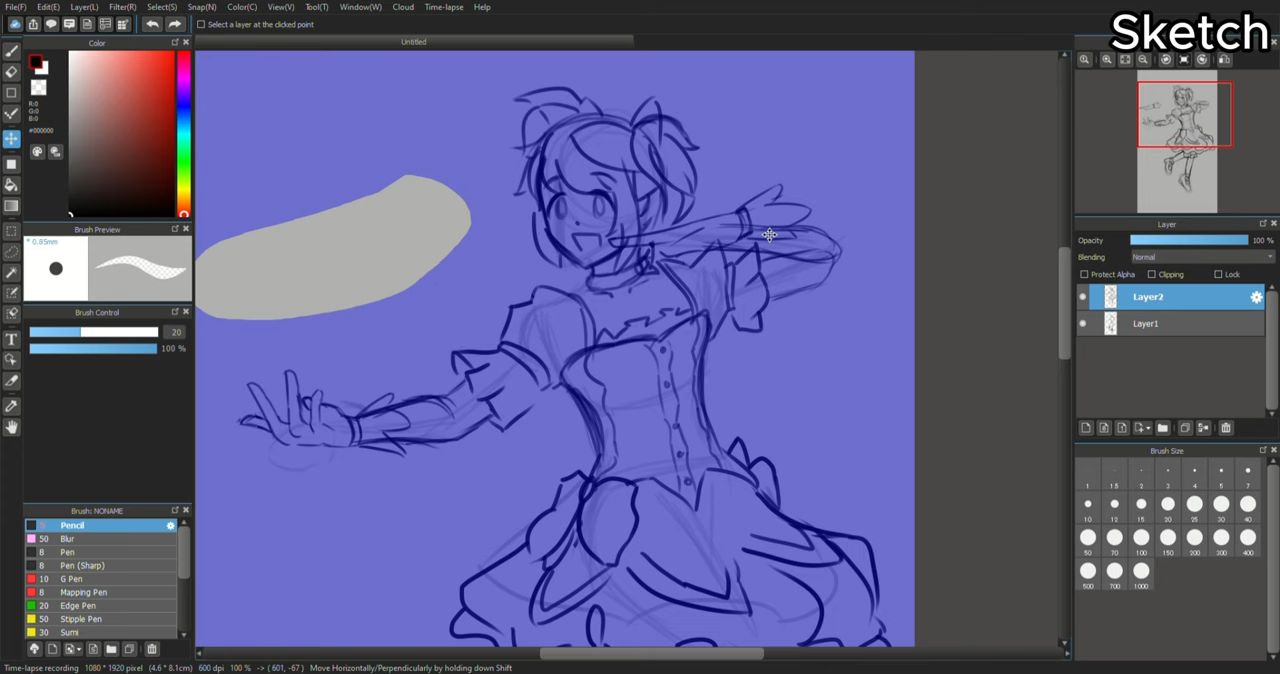 File(F) Edit(E) Layer(L) Filter(R) Select(S) Snap(N) Color(C) View(V) Tool(T) Window(W) Cloud Time-lapse Help
Sketch
Select a layer at the clicked point
Color
Untitled
R:0
G:0
B:0
#000000
Brush Preview
* 0.85mm
Brush Control
20
100 %
Brush: NONAME
Pencil
50 Blur
8 Pen
8 Pen (Sharp)
10 G Pen
8 Mapping Pen
20 Edge Pen
50 Stipple Pen
30 Sumi
Layer
Opacity 100 %
Blending Normal
Protect Alpha Clipping Lock
Layer2
Layer1
Brush Size
1 1.5 2 3 4 5 7
10 12 15 20 25 30 40
50 70 100 150 200 300 400
500 700 1000
Time-lapse recording 1080 * 1920 pixel (4.6 * 8.1cm) 600 dpi 100 % -> ( 601, -67 ) Move Horizontally/Perpendicularly by holding down Shift